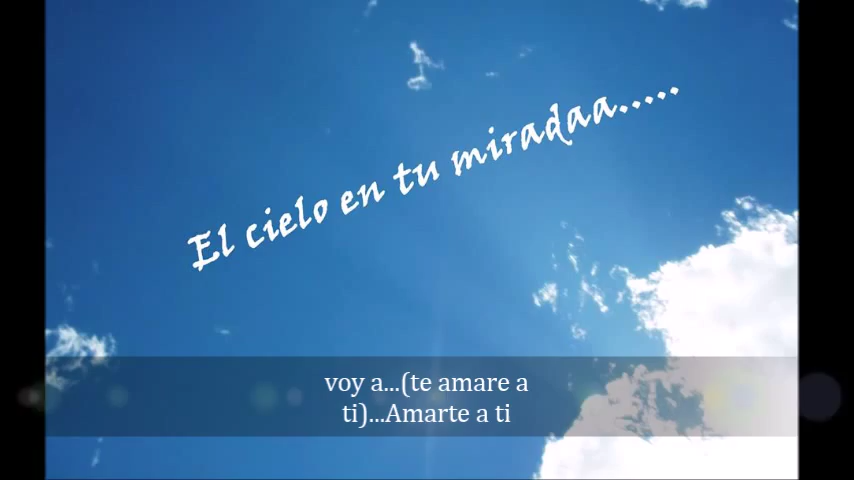 El cielo en tu miradaa.....
voy a...(te amare a
ti)...Amarte a ti